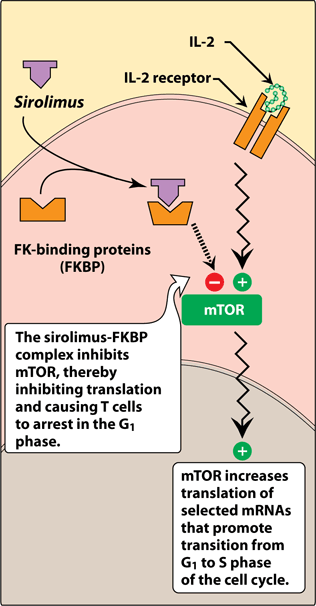 IL-2
IL-2 receptor
Sirolimus
FK-binding proteins
(FKBP)
–
+
mTOR
The sirolimus-FKBP
complex inhibits
mTOR, thereby
inhibiting translation
and causing T cells
to arrest in the G₁
phase.
+
mTOR increases
translation of
selected mRNAs
that promote
transition from
G₁ to S phase
of the cell cycle.